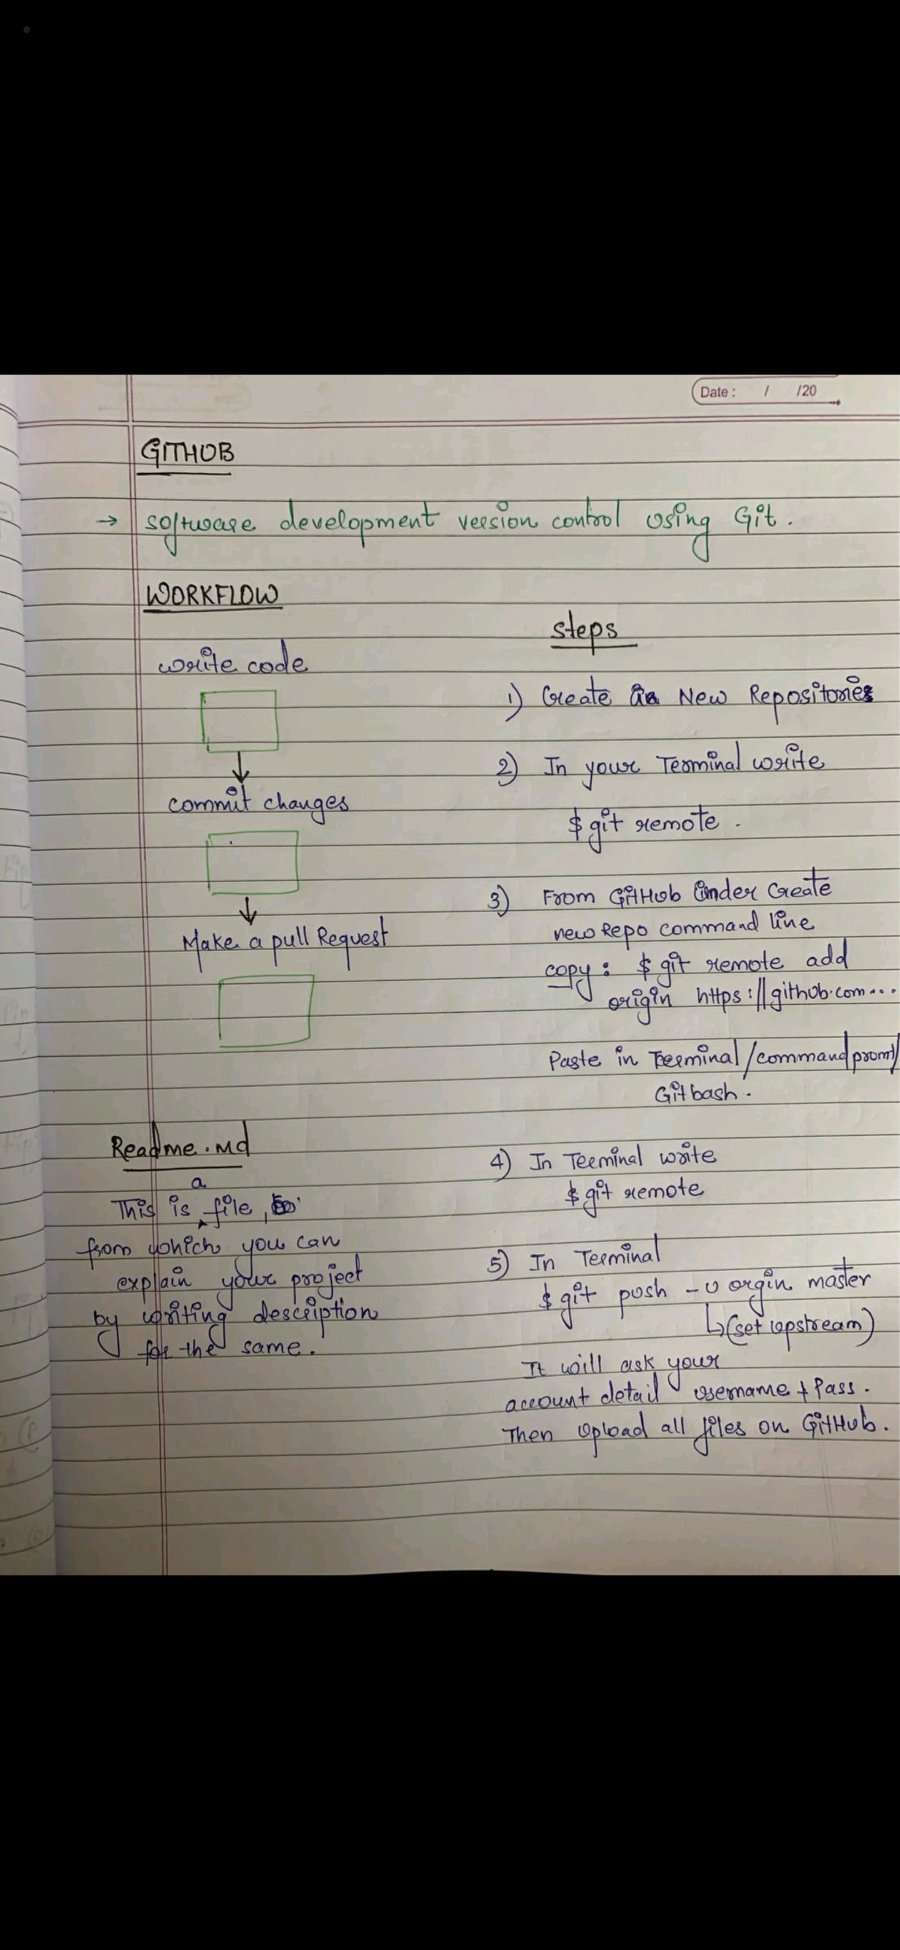 Date : / /20
GITHUB
→ software development version control using Git.
WORKFLOW
write code
commit changes
Make a pull Request
Readme.md
a
This is file,
from which you can
explain your project
by writing description
for the same.
steps
1) Create a New Repositories
2) In your Terminal write
$ git remote.
3) From GitHub Under Create
new Repo command line
copy: $ git remote add
origin https://github.com...
Paste in Terminal/command promt/
Gitbash.
4) In Terminal write
$ git remote
5) In Terminal
$ git push -u orgin master
↳(set upstream)
It will ask your
account detail username + Pass.
Then Upload all files on GitHub.